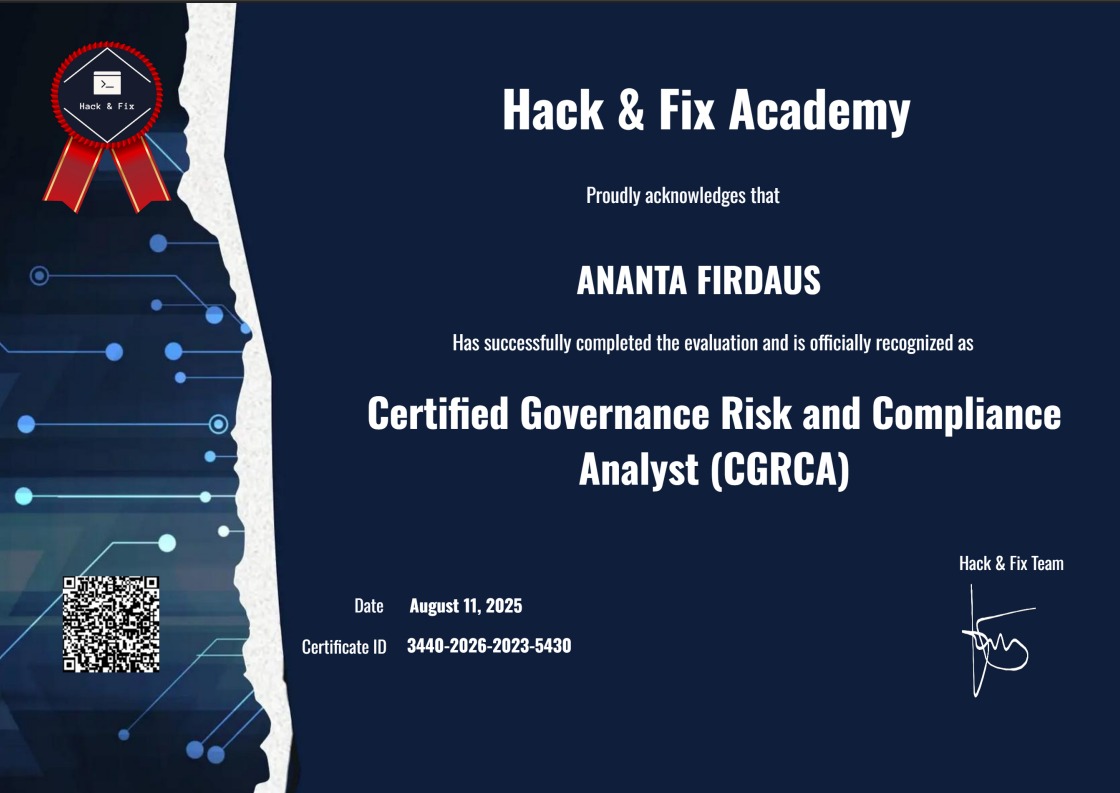 Hack & Fix
Hack & Fix Academy
Proudly acknowledges that
ANANTA FIRDAUS
Has successfully completed the evaluation and is officially recognized as
Certified Governance Risk and Compliance
Analyst (CGRCA)
Hack & Fix Team
Date August 11, 2025
Certificate ID 3440-2026-2023-5430